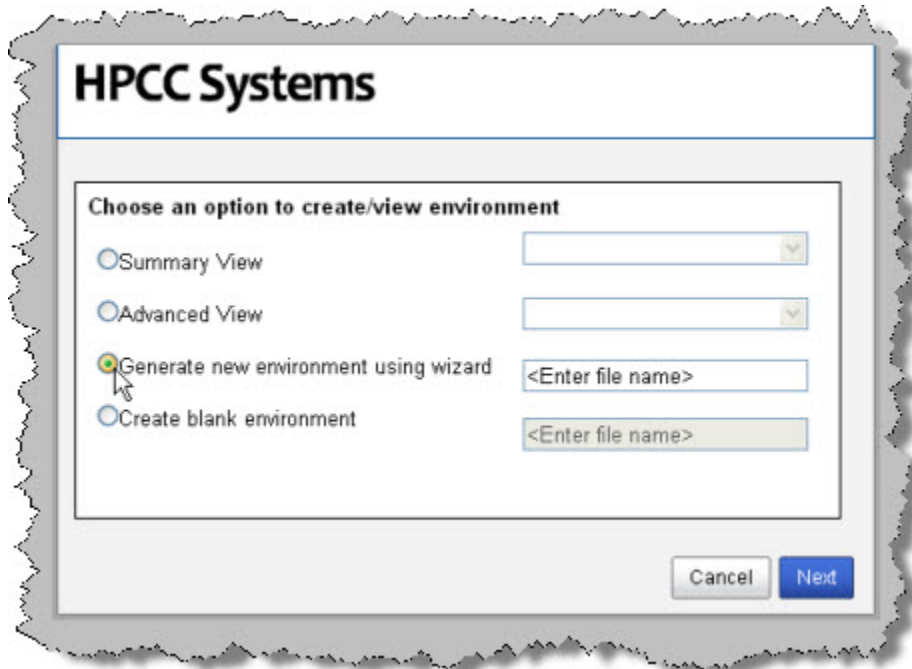 HPCC Systems
Choose an option to create/view environment
Summary View
Advanced View
Generate new environment using wizard
<Enter file name>
Create blank environment
<Enter file name>
Cancel
Next